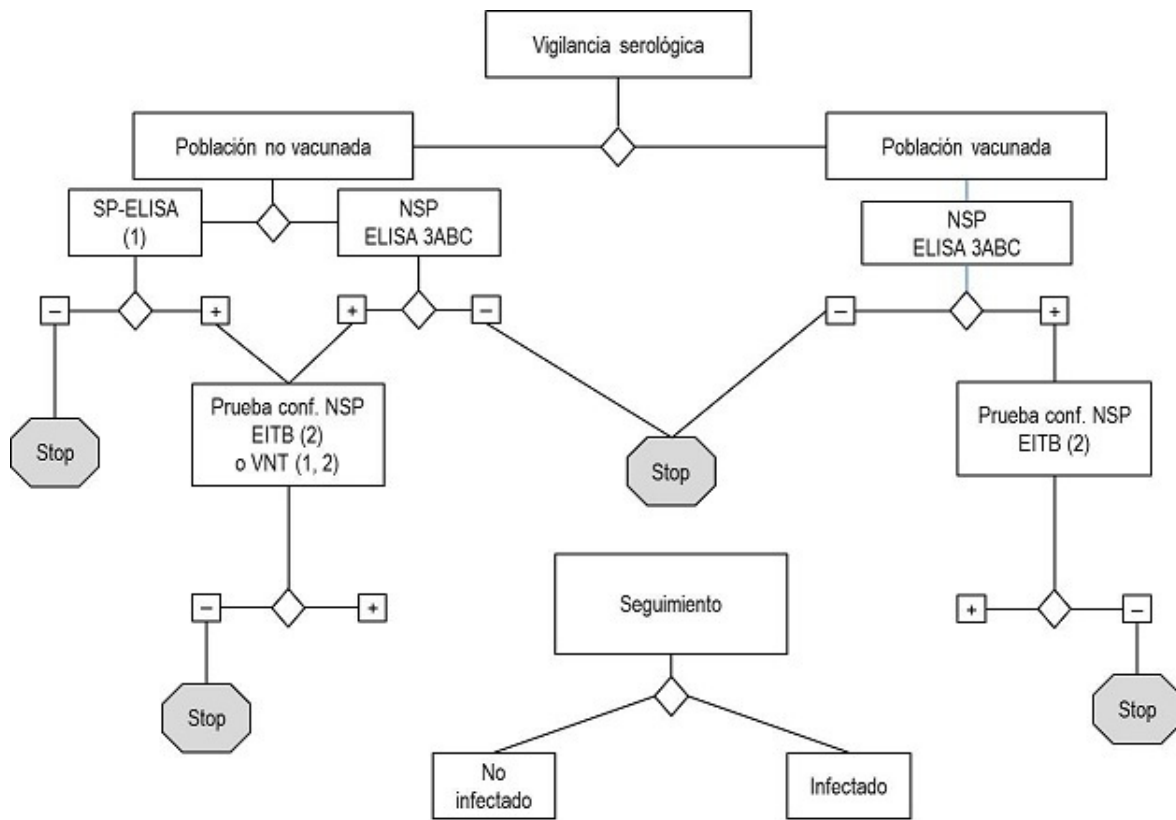 Vigilancia serológica
Población no vacunada
Población vacunada
SP-ELISA
(1)
NSP
ELISA 3ABC
NSP
ELISA 3ABC
–
+
+
–
–
+
Prueba conf. NSP
EITB (2)
o VNT (1, 2)
Prueba conf. NSP
EITB (2)
Stop
Stop
Seguimiento
–
+
+
–
Stop
Stop
No
infectado
Infectado